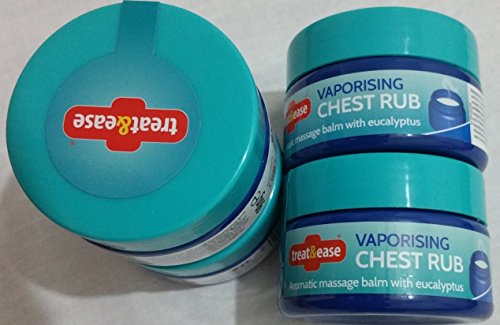 treat&ease
VAPORISING
CHEST RUB
t&ease
massage balm with eucalyptus
treat&ease
VAPORISING
CHEST RUB
Aromatic massage balm with eucalyptus